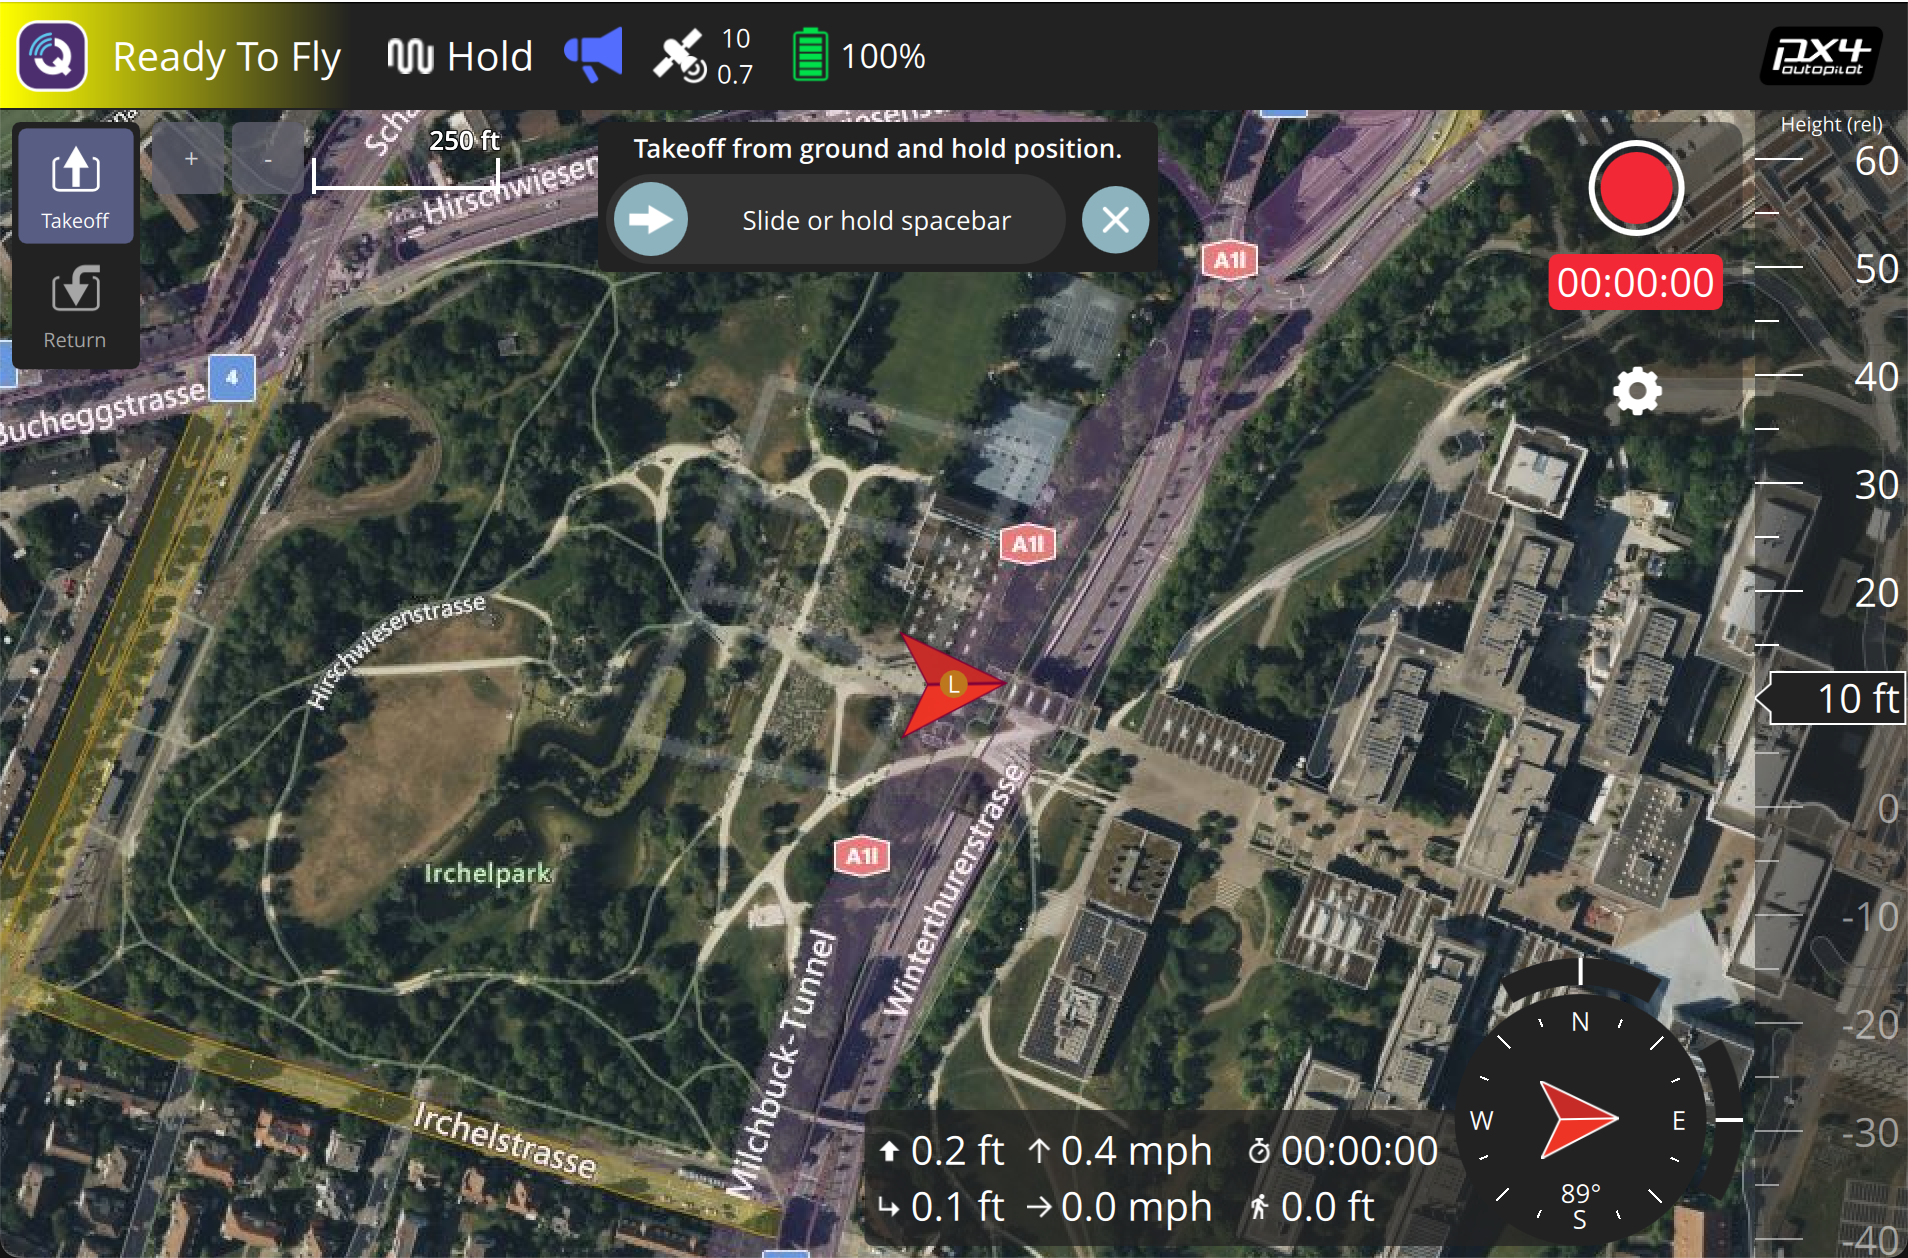 Ready To Fly
Hold
10
0.7
100%
px4
autopilot
Takeoff
Return
+
-
250 ft
Takeoff from ground and hold position.
Slide or hold spacebar
00:00:00
Height (rel)
60
50
40
30
20
10 ft
0
-10
-20
-30
-40
Hirschwiesen
A1l
Bucheggstrasse
4
A1l
Hirschwiesenstrasse
L
A1l
Irchelpark
Winterthurerstrasse
Milchbuck-Tunnel
Irchelstrasse
0.2 ft
0.4 mph
00:00:00
0.1 ft
0.0 mph
0.0 ft
N
W
E
89°
S